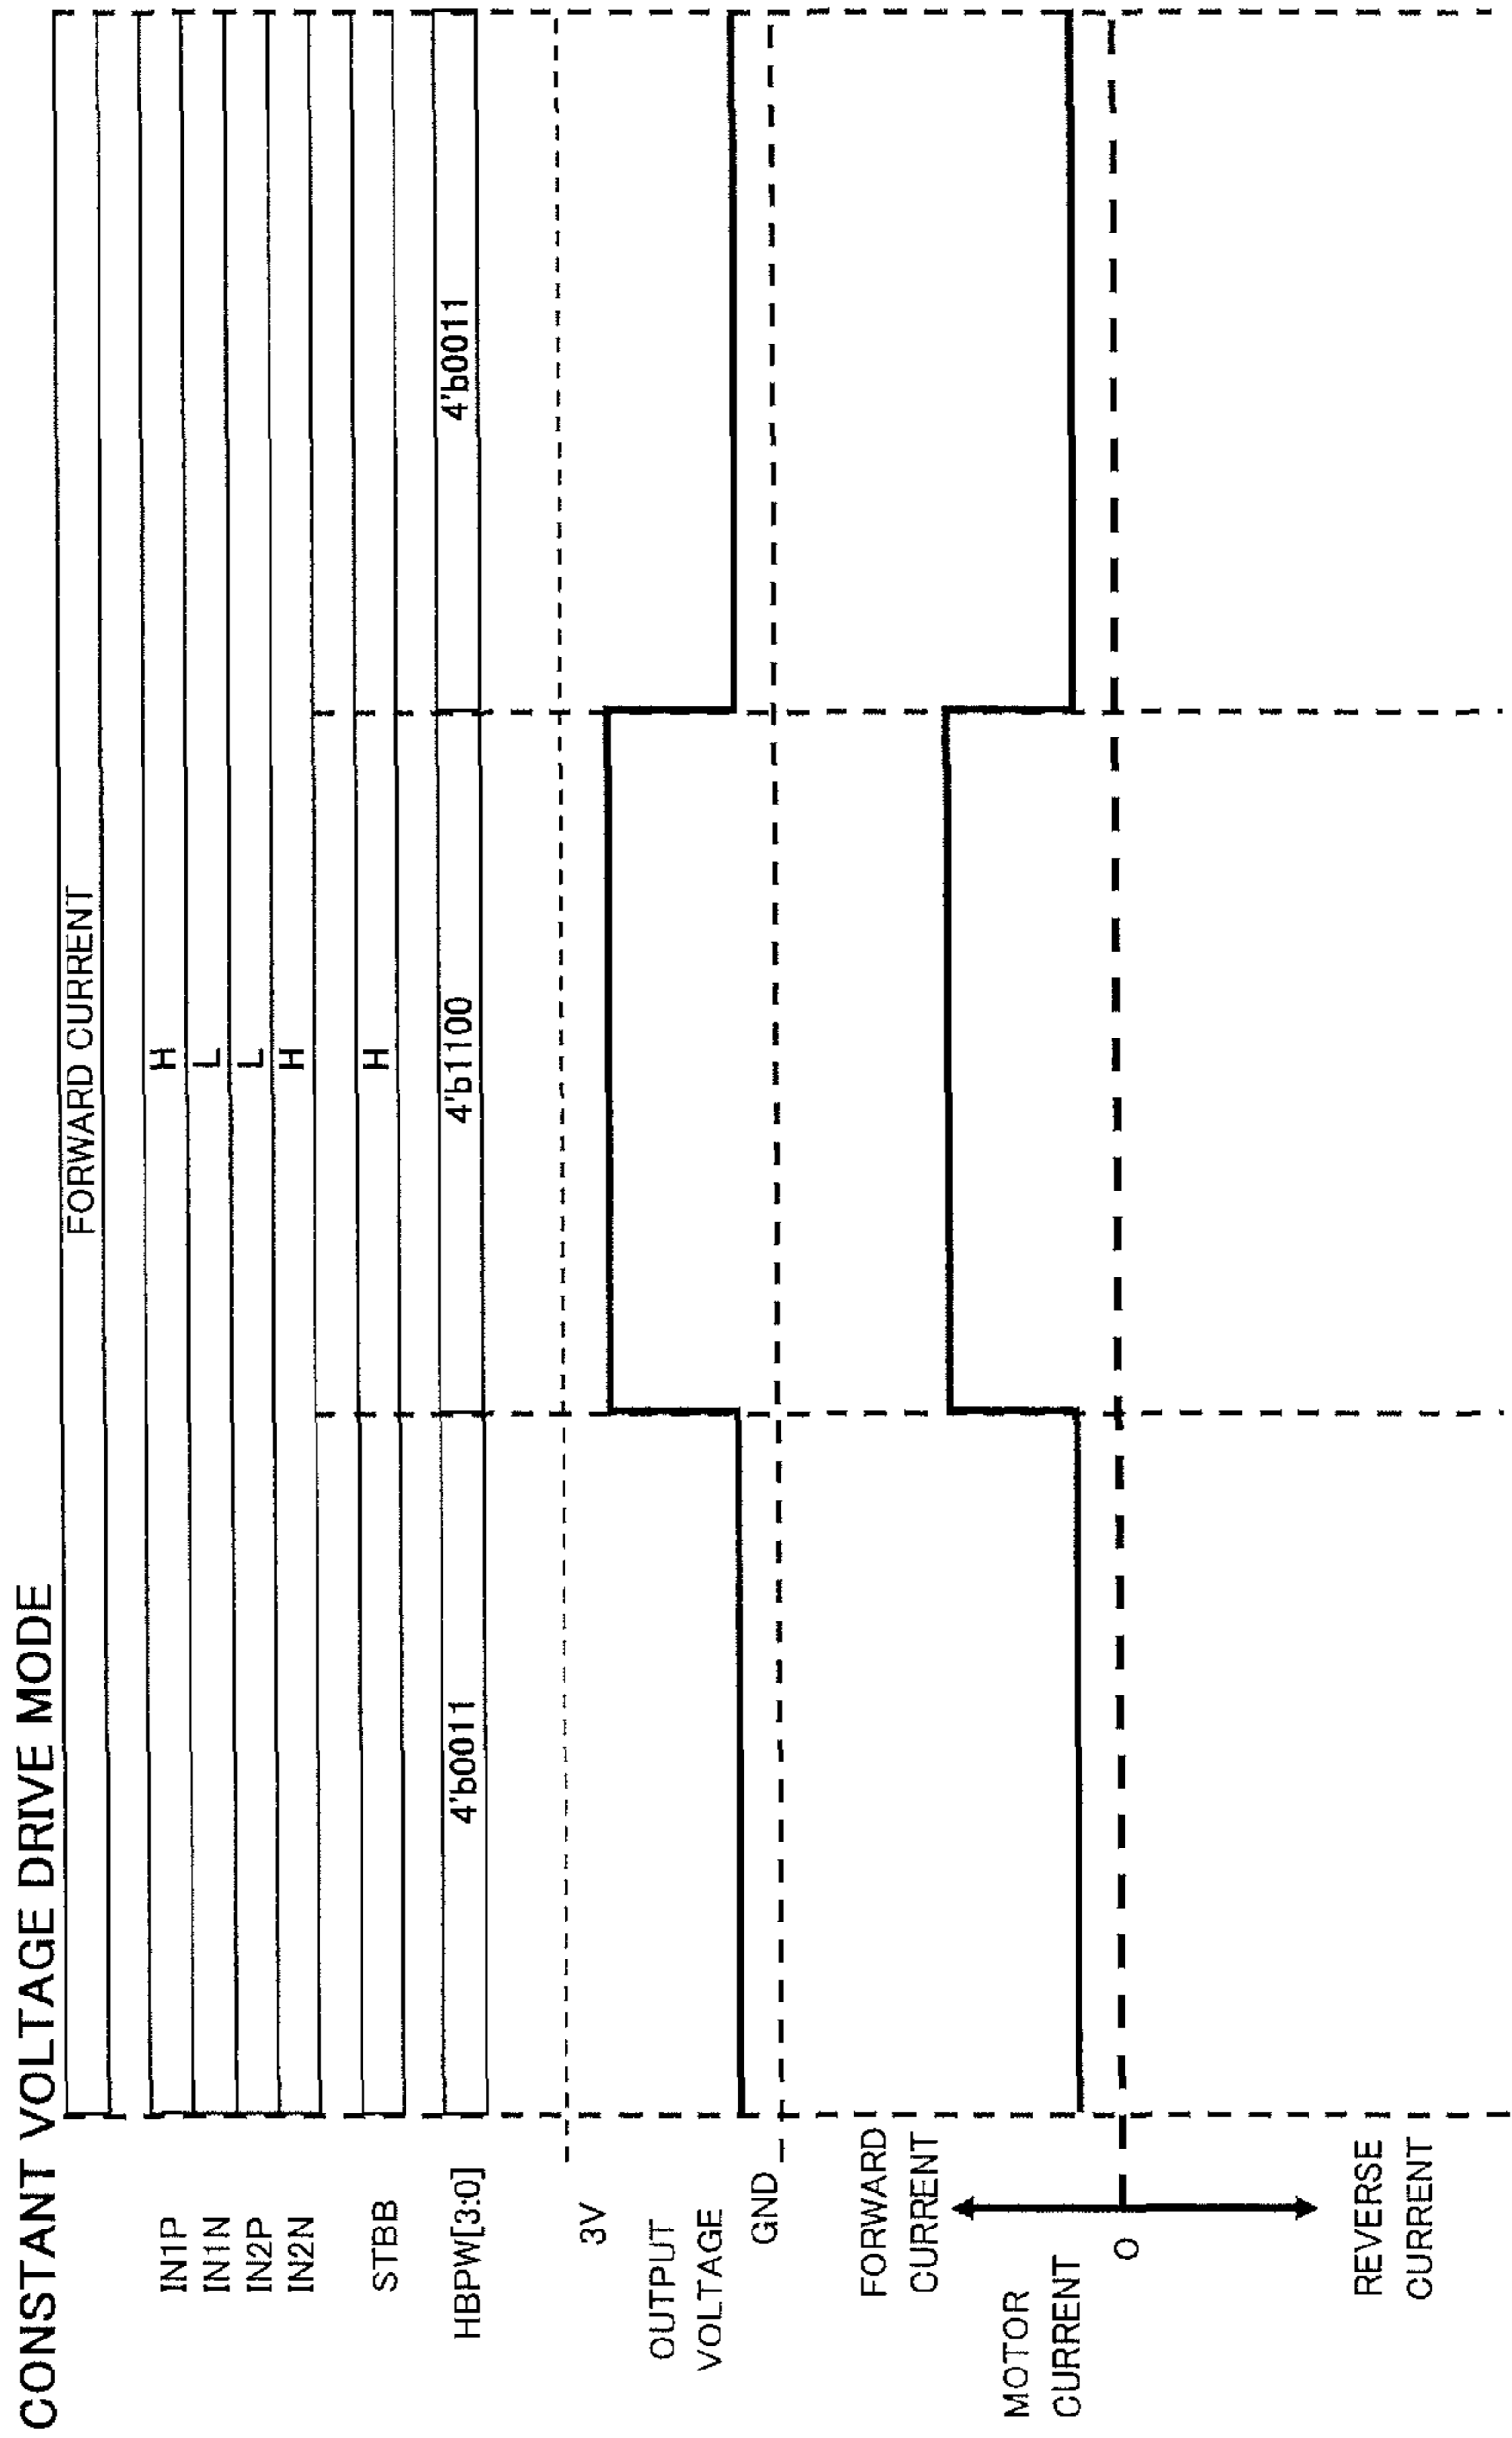 CONSTANT VOLTAGE DRIVE MODE
FORWARD CURRENT
IN1P H
IN1N L
IN2P L
IN2N H
STBB H
HBPW[3:0] 4'b0011 4'b1100 4'b0011
3V
OUTPUT
VOLTAGE
GND
FORWARD
CURRENT
MOTOR
CURRENT
0
REVERSE
CURRENT